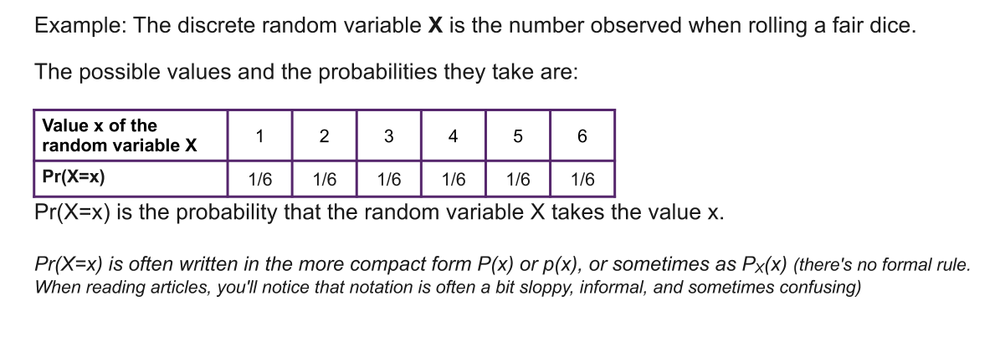 Example: The discrete random variable X is the number observed when rolling a fair dice.
The possible values and the probabilities they take are:
Value x of the
random variable X 1 2 3 4 5 6
Pr(X=x) 1/6 1/6 1/6 1/6 1/6 1/6
Pr(X=x) is the probability that the random variable X takes the value x.
Pr(X=x) is often written in the more compact form P(x) or p(x), or sometimes as PX(x) (there's no formal rule.
When reading articles, you'll notice that notation is often a bit sloppy, informal, and sometimes confusing)